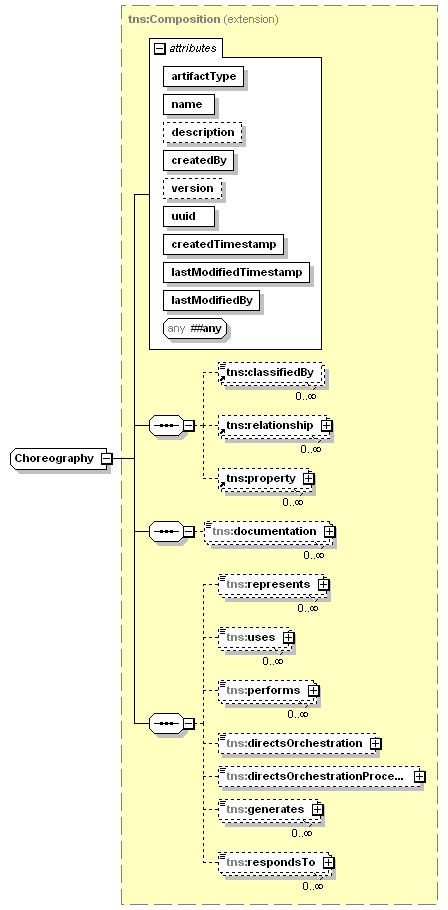 tns:Composition (extension)
attributes
artifactType
name
description
createdBy
version
uuid
createdTimestamp
lastModifiedTimestamp
lastModifiedBy
any ##any
tns:classifiedBy
0..∞
tns:relationship
0..∞
Choreography
tns:property
0..∞
tns:documentation
0..∞
tns:represents
0..∞
tns:uses
0..∞
tns:performs
0..∞
tns:directsOrchestration
tns:directsOrchestrationProce...
tns:generates
0..∞
tns:respondsTo
0..∞